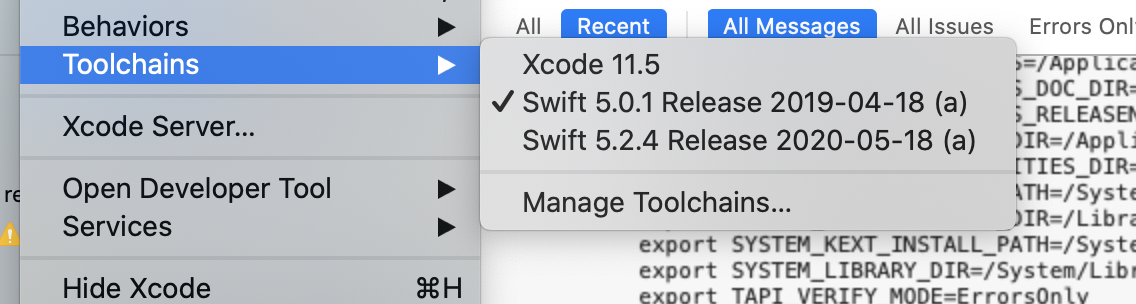 Behaviors
Toolchains
Xcode Server...
Open Developer Tool
Services
Hide Xcode ⌘H
All Recent All Messages All Issues Errors Onl
Xcode 11.5
✓ Swift 5.0.1 Release 2019-04-18 (a)
Swift 5.2.4 Release 2020-05-18 (a)
Manage Toolchains...
S=/Applica
S_DOC_DIR=
S_RELEASEN
DIR=/Appli
ITIES_DIR=
ATH=/System
DIR=/Libra
export SYSTEM_KEXT_INSTALL_PATH=/Syste
export SYSTEM_LIBRARY_DIR=/System/Libr
export TAPI_VERIFY_MODE=ErrorsOnly
re